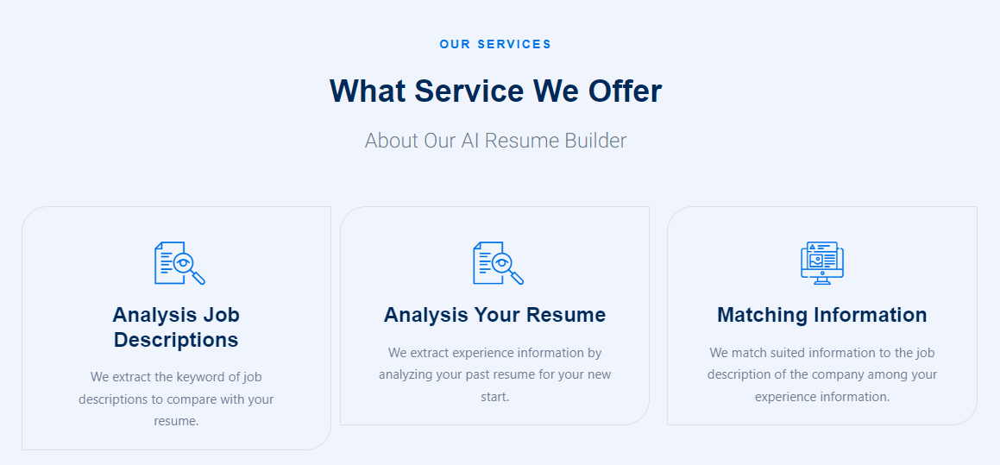 OUR SERVICES
What Service We Offer
About Our AI Resume Builder
Analysis Job
Descriptions
We extract the keyword of job
descriptions to compare with your
resume.
Analysis Your Resume
We extract experience information by
analyzing your past resume for your new
start.
Matching Information
We match suited information to the job
description of the company among your
experience information.